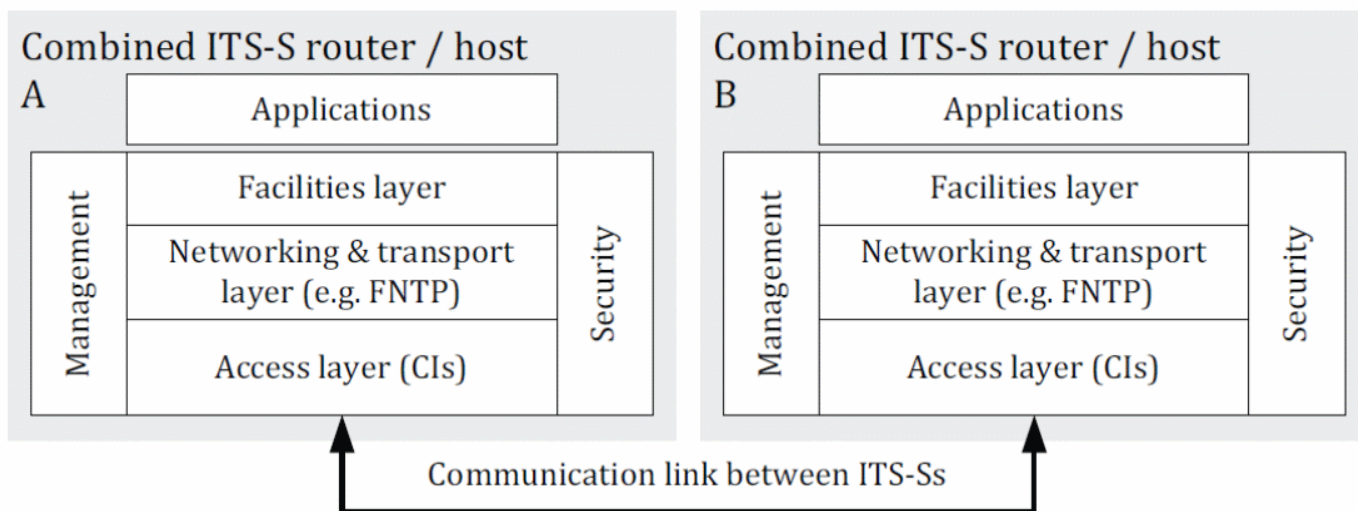 Combined ITS-S router / host
A
Applications
Management
Facilities layer
Networking & transport
layer (e.g. FNTP)
Access layer (CIs)
Security
Combined ITS-S router / host
B
Applications
Management
Facilities layer
Networking & transport
layer (e.g. FNTP)
Access layer (CIs)
Security
Communication link between ITS-Ss